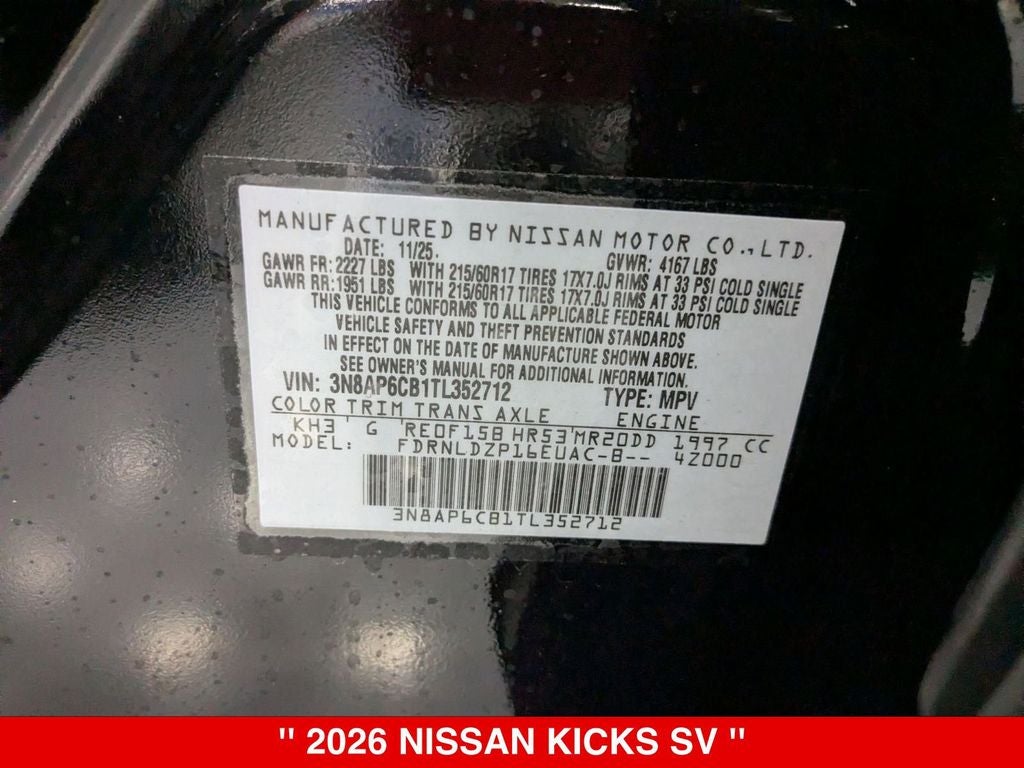 MANUFACTURED BY NISSAN MOTOR CO., LTD.
DATE: 11/25. GVWR: 4167 LBS
GAWR FR: 2227 LBS WITH 215/60R17 TIRES 17X7.0J RIMS AT 33 PSI COLD SINGLE
GAWR RR: 1951 LBS WITH 215/60R17 TIRES 17X7.0J RIMS AT 33 PSI COLD SINGLE
THIS VEHICLE CONFORMS TO ALL APPLICABLE FEDERAL MOTOR
VEHICLE SAFETY AND THEFT PREVENTION STANDARDS
IN EFFECT ON THE DATE OF MANUFACTURE SHOWN ABOVE.
SEE OWNER'S MANUAL FOR ADDITIONAL INFORMATION.
VIN: 3N8AP6CB1TL352712 TYPE: MPV
COLOR TRIM TRANS AXLE ENGINE
KH3 G RE0F15B HR53 MR20DD 1997 CC
MODEL: FDRNLDZP16EUAC-B-- 4Z000
3N8AP6CB1TL352712
" 2026 NISSAN KICKS SV "